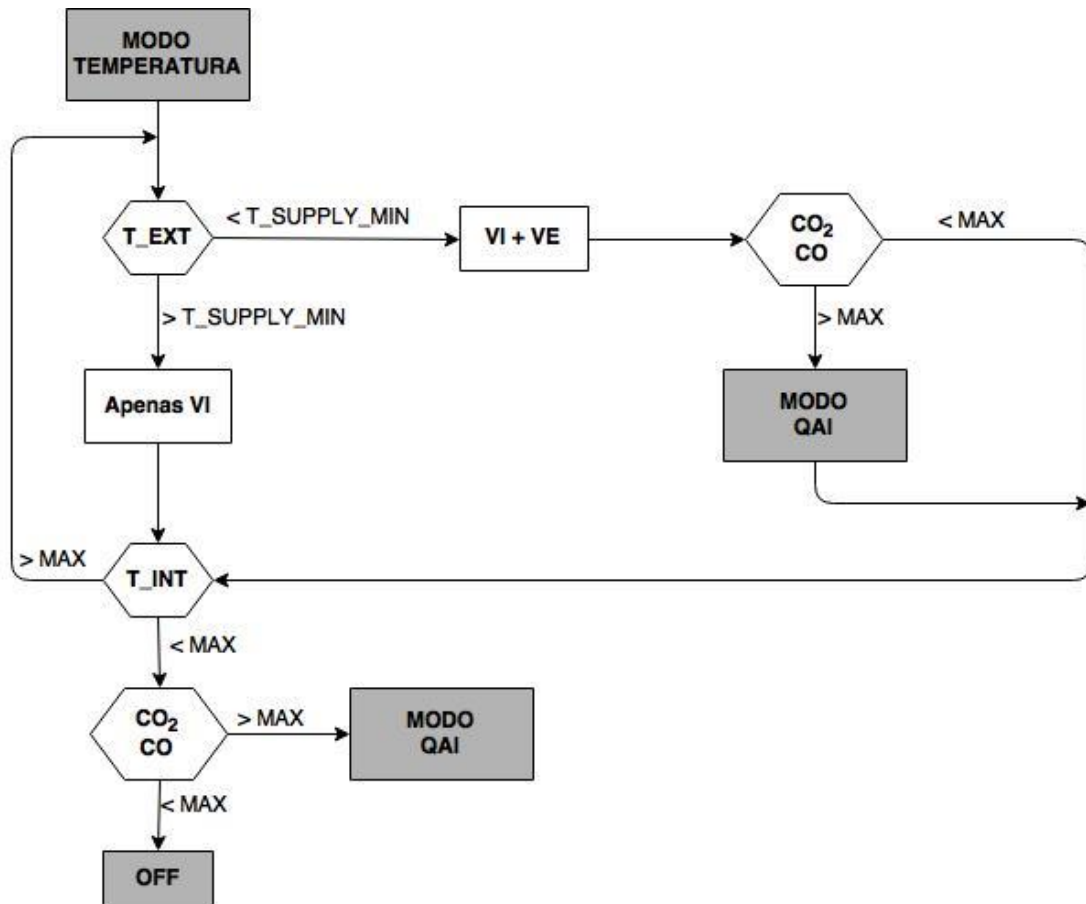 MODO
TEMPERATURA
T_EXT
< T_SUPPLY_MIN
VI + VE
CO₂
CO
< MAX
> T_SUPPLY_MIN
> MAX
Apenas VI
MODO
QAI
> MAX
T_INT
< MAX
CO₂
CO
> MAX
MODO
QAI
< MAX
OFF